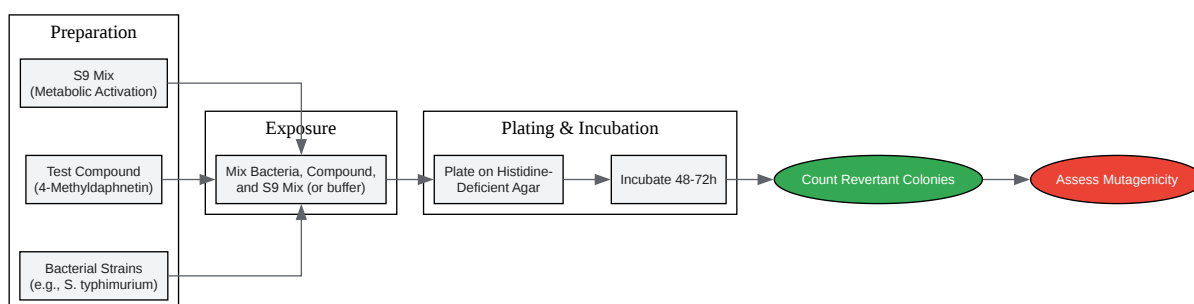 Preparation
S9 Mix
(Metabolic Activation)
Test Compound
(4-Methyldaphnetin)
Bacterial Strains
(e.g., S. typhimurium)
Exposure
Mix Bacteria, Compound,
and S9 Mix (or buffer)
Plating & Incubation
Plate on Histidine-
Deficient Agar
Incubate 48-72h
Count Revertant Colonies
Assess Mutagenicity